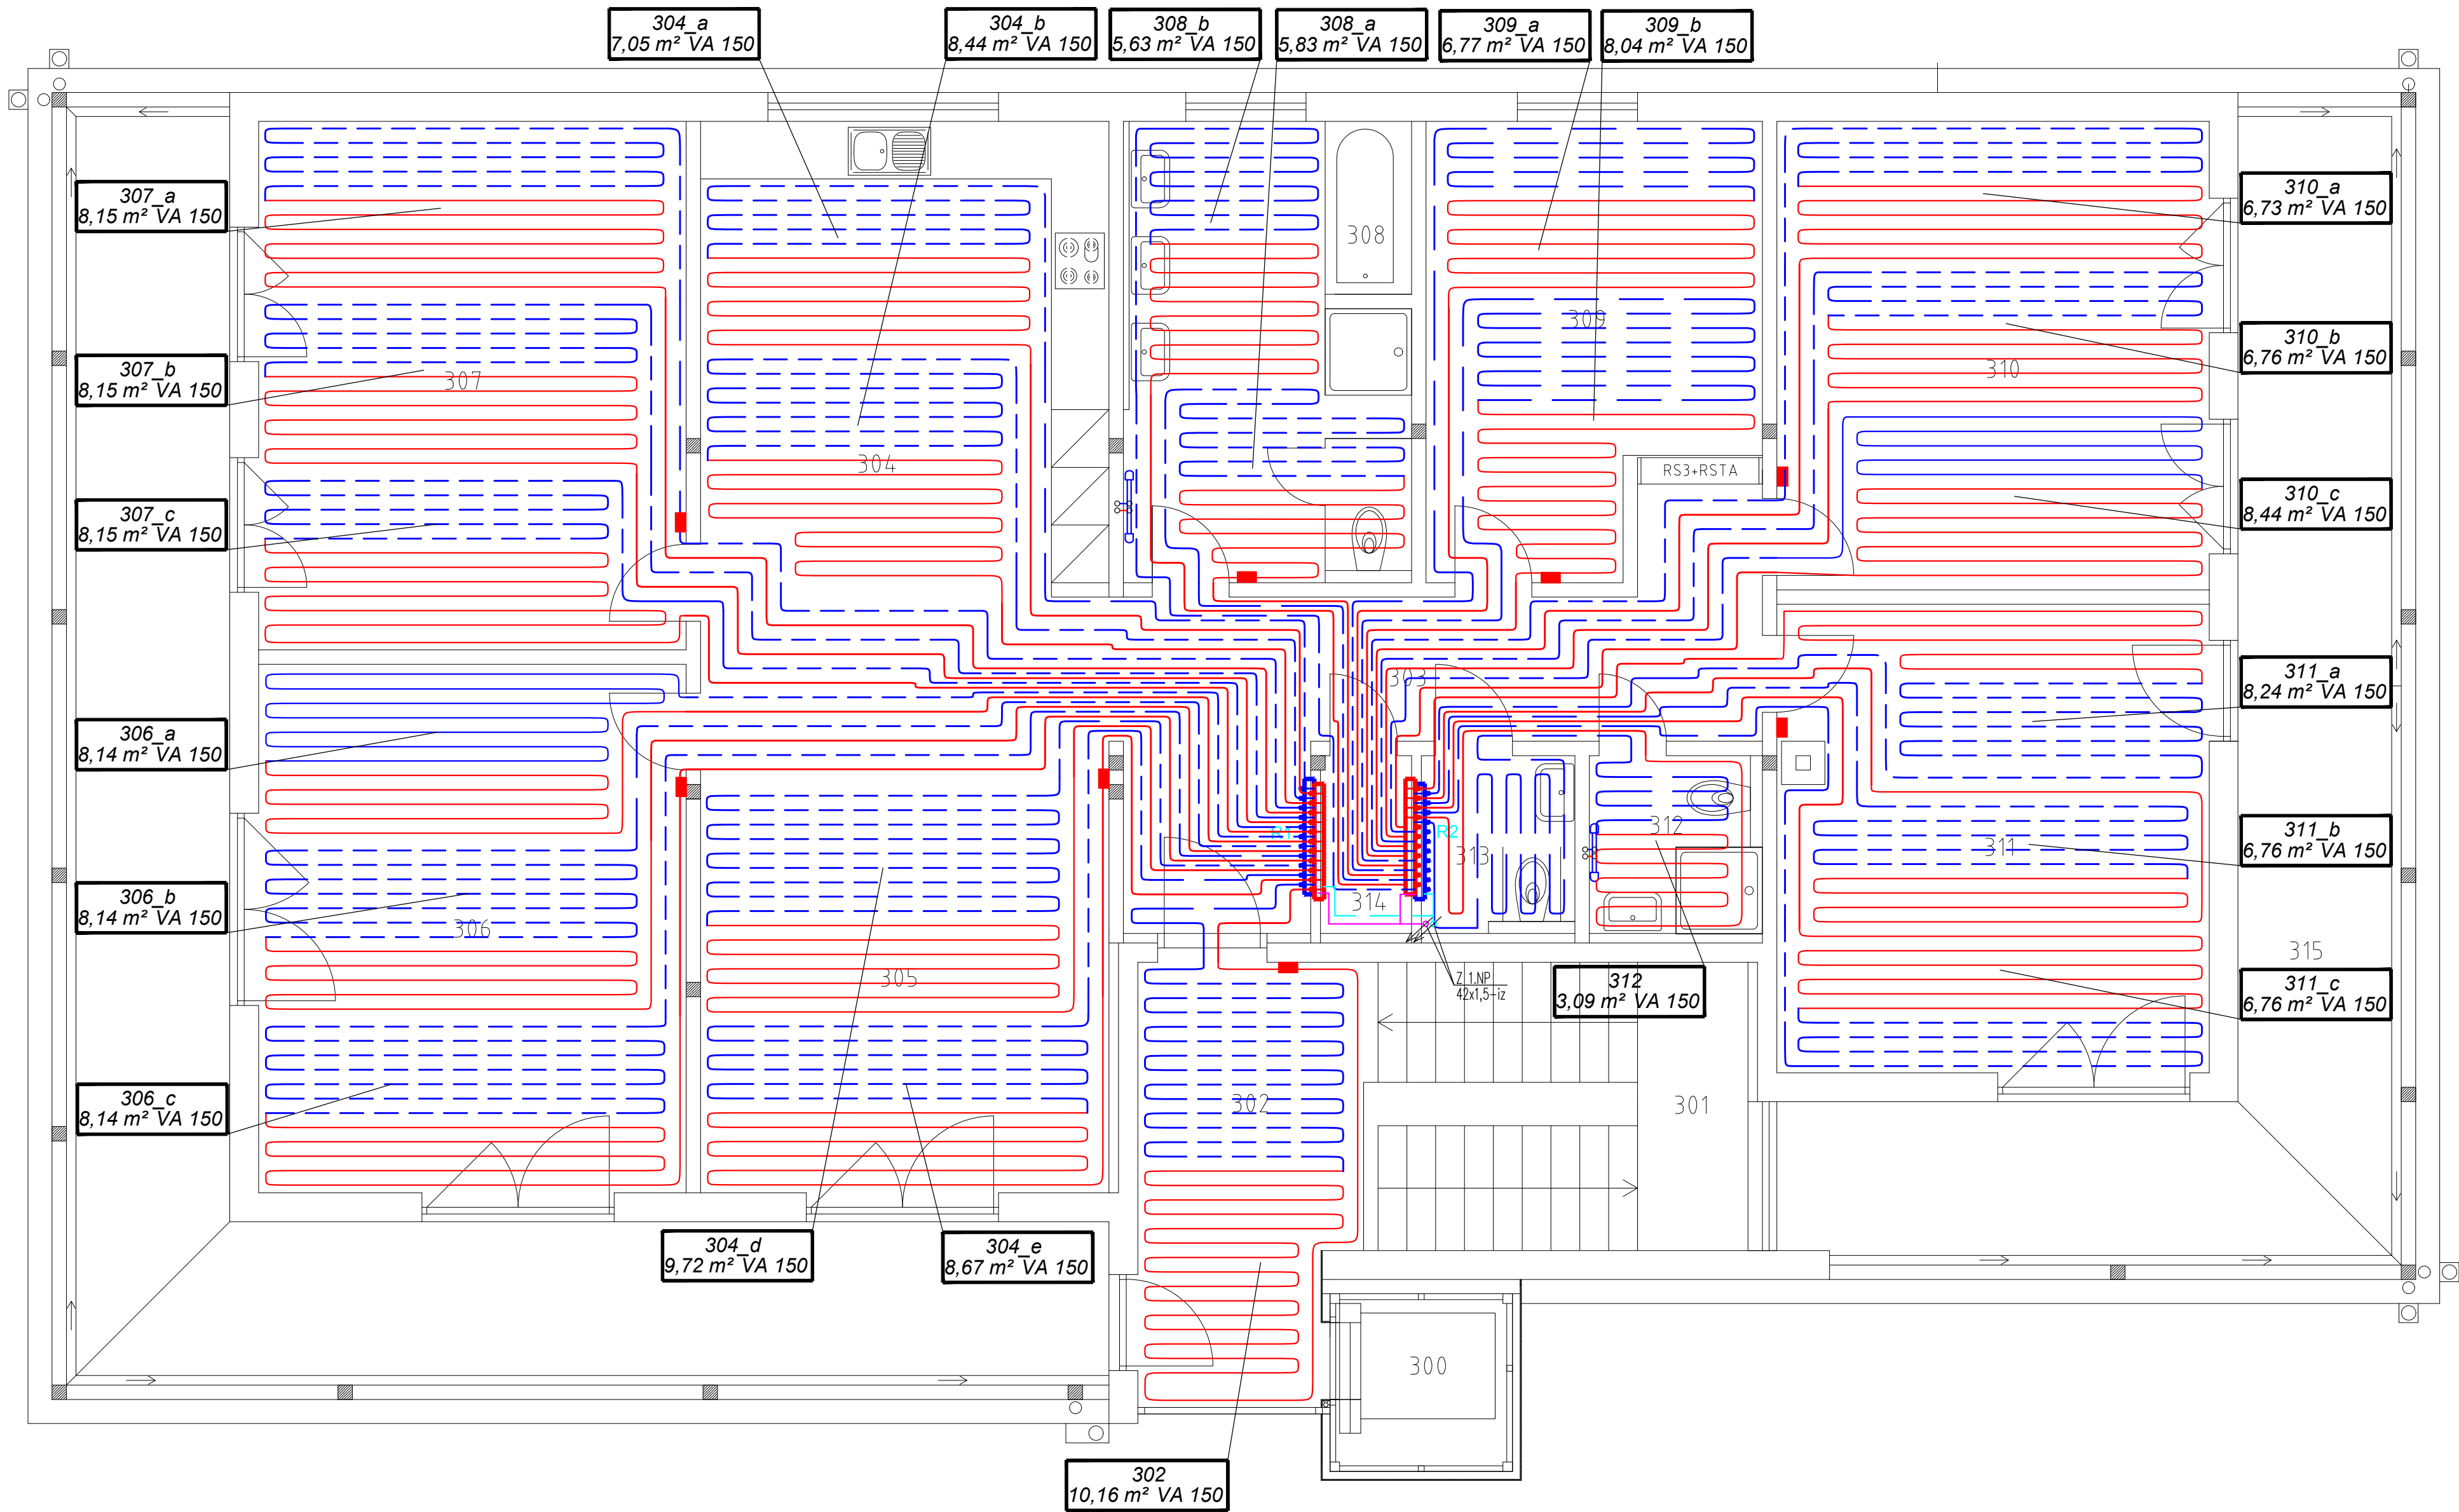 304_a
7,05 m² VA 150
304_b
8,44 m² VA 150
308_b
5,63 m² VA 150
308_a
5,83 m² VA 150
309_a
6,77 m² VA 150
309_b
8,04 m² VA 150
307_a
8,15 m² VA 150
310_a
6,73 m² VA 150
308
309
307_b
8,15 m² VA 150
307
310
310_b
6,76 m² VA 150
304
RS3+RSTA
307_c
8,15 m² VA 150
310_c
8,44 m² VA 150
303
311_a
8,24 m² VA 150
306_a
8,14 m² VA 150
R1
R2
312
313
311
311_b
6,76 m² VA 150
306_b
8,14 m² VA 150
314
306
305
315
Z 1.NP
42x1,5-iz
312
3,09 m² VA 150
311_c
6,76 m² VA 150
306_c
8,14 m² VA 150
302
301
304_d
9,72 m² VA 150
304_e
8,67 m² VA 150
300
302
10,16 m² VA 150